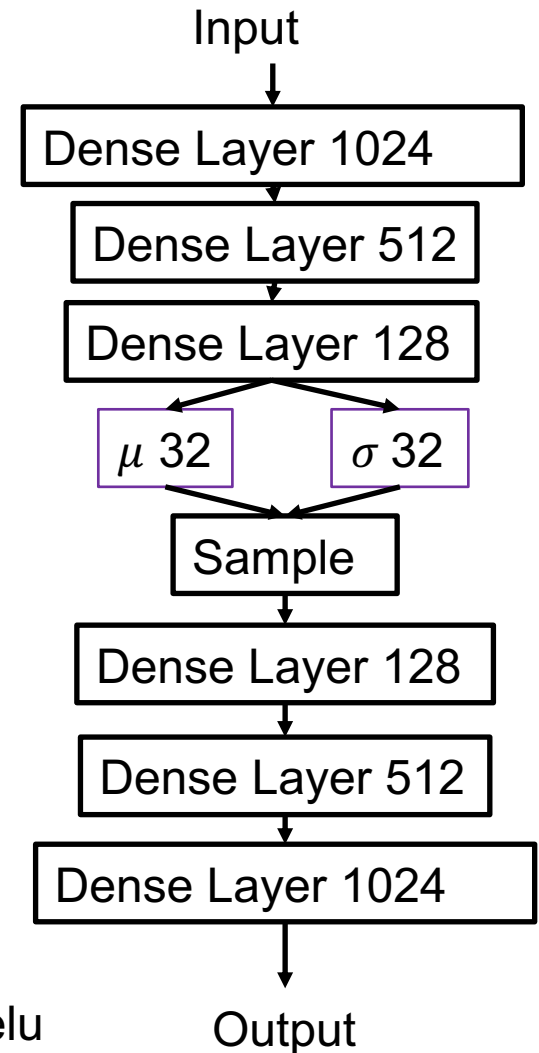 Input
Dense Layer 1024
Dense Layer 512
Dense Layer 128
μ 32
σ 32
Sample
Dense Layer 128
Dense Layer 512
Dense Layer 1024
elu
Output